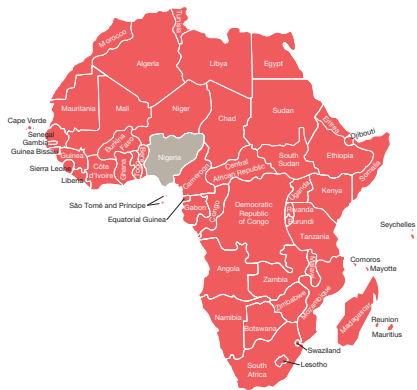 Tunisia
Morocco
Algeria
Libya
Egypt
Mauritania
Mali
Niger
Chad
Sudan
Eritrea
Djibouti
Cape Verde
Senegal
Gambia
Guinea Bissau
Guinea
Sierra Leone
Liberia
Côte
d'Ivoire
Burkina
Faso
Ghana
Togo
Nigeria
Cameroon
Central
African Republic
South
Sudan
Ethiopia
Somalia
São Tomé and Príncipe
Equatorial Guinea
Gabon
Congo
Democratic
Republic
of Congo
Uganda
Kenya
Rwanda
Burundi
Tanzania
Seychelles
Comoros
Mayotte
Angola
Zambia
Malawi
Mozambique
Zimbabwe
Madagascar
Reunion
Mauritius
Namibia
Botswana
Swaziland
Lesotho
South
Africa